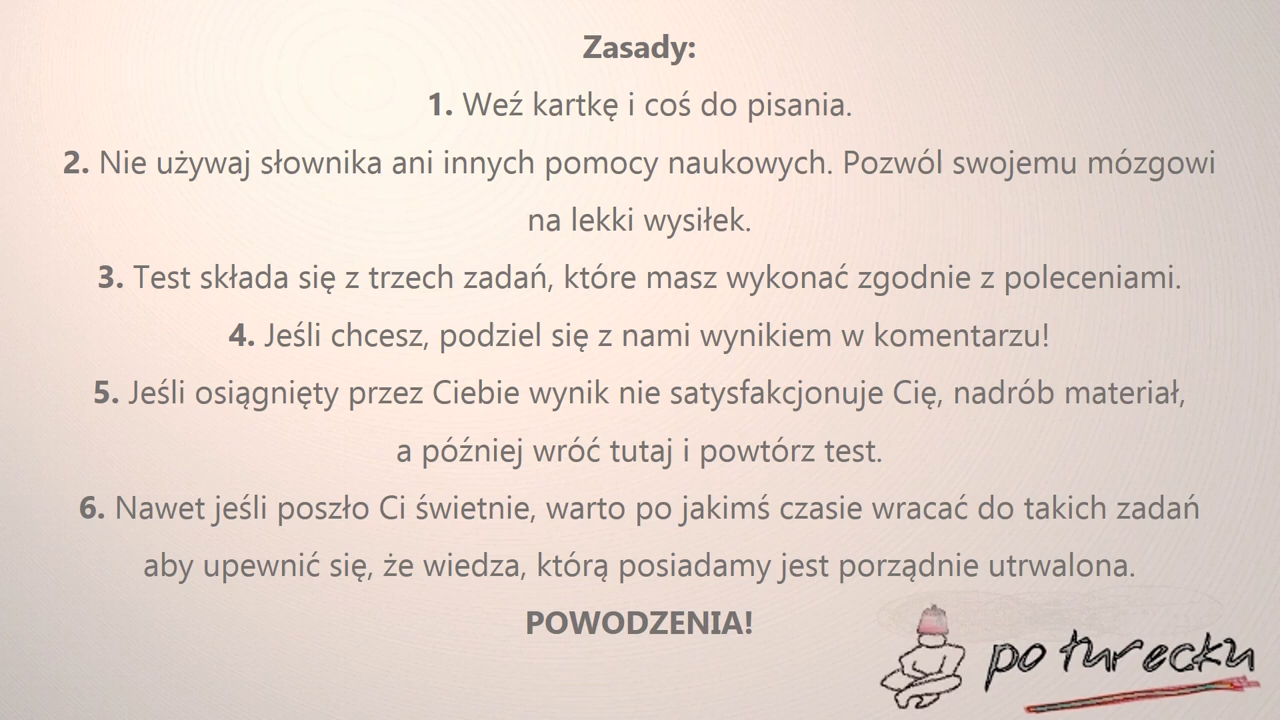 Zasady:
1. Weź kartkę i coś do pisania.
2. Nie używaj słownika ani innych pomocy naukowych. Pozwól swojemu mózgowi
na lekki wysiłek.
3. Test składa się z trzech zadań, które masz wykonać zgodnie z poleceniami.
4. Jeśli chcesz, podziel się z nami wynikiem w komentarzu!
5. Jeśli osiągnięty przez Ciebie wynik nie satysfakcjonuje Cię, nadrób materiał,
a później wróć tutaj i powtórz test.
6. Nawet jeśli poszło Ci świetnie, warto po jakimś czasie wracać do takich zadań
aby upewnić się, że wiedza, którą posiadamy jest porządnie utrwalona.
POWODZENIA!
po turecku